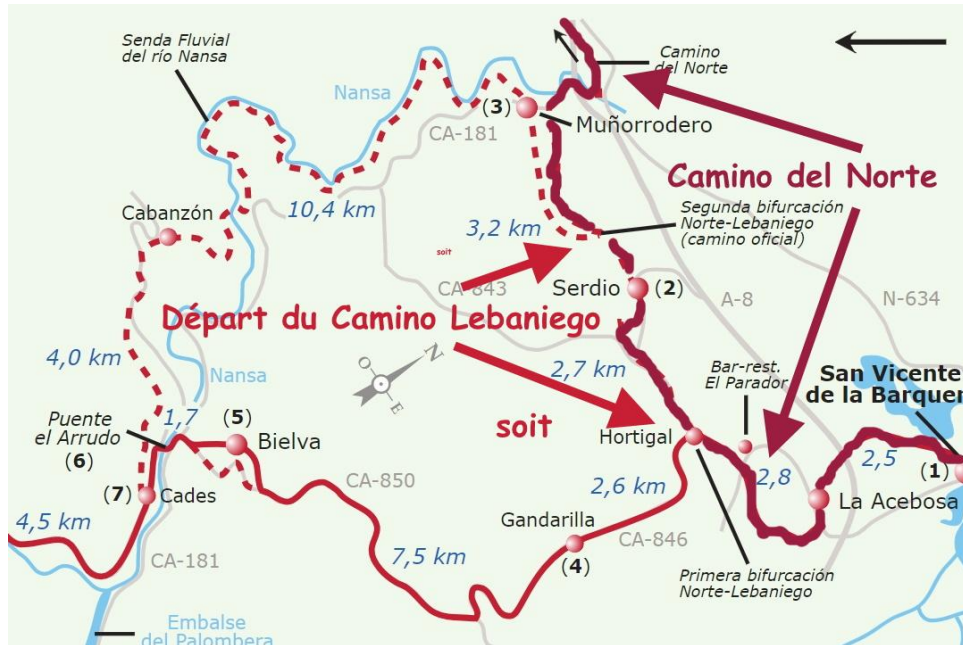 Senda Fluvial
del río Nansa
Nansa
Camino
del Norte
(3)
Muñorrodero
CA-181
Camino del Norte
10,4 km
3,2 km
Segunda bifurcación
Norte-Lebaniego
(camino oficial)
Cabanzón
soit
CA-843
Serdio
(2)
A-8
N-634
Départ du Camino Lebaniego
4,0 km
Nansa
2,7 km
Bar-rest.
El Parador
San Vicente
de la Barquer
1,7
(5)
Puente
el Arrudo
(6)
Bielva
soit
Hortigal
2,8
2,5
(1)
(7)
Cades
CA-850
2,6 km
La Acebosa
4,5 km
Gandarilla
CA-846
(4)
7,5 km
CA-181
Primera bifurcación
Norte-Lebaniego
Embalse
del Palombera
N
O
E